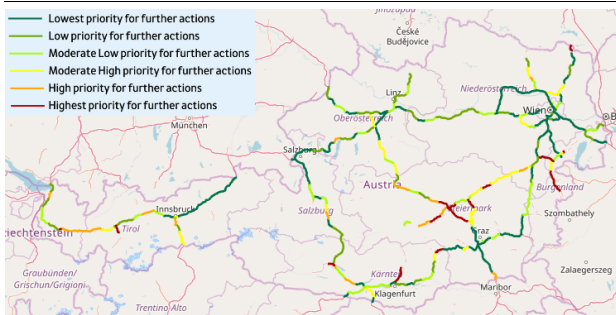 Lowest priority for further actions
Low priority for further actions
Moderate Low priority for further actions
Moderate High priority for further actions
High priority for further actions
Highest priority for further actions
Jihozápad
České
Budějovice
Linz
Niederösterreich
Oberösterreich
Wien
München
Salzburg
Austria
Burgenland
Innsbruck
Salzburg
Steiermark
Szombathely
Liechtenstein
Tirol
Graz
Graubünden/
Grischun/Grigioni
Kärnten
Zalaegerszeg
Klagenfurt
Maribor
Trentino-Alto